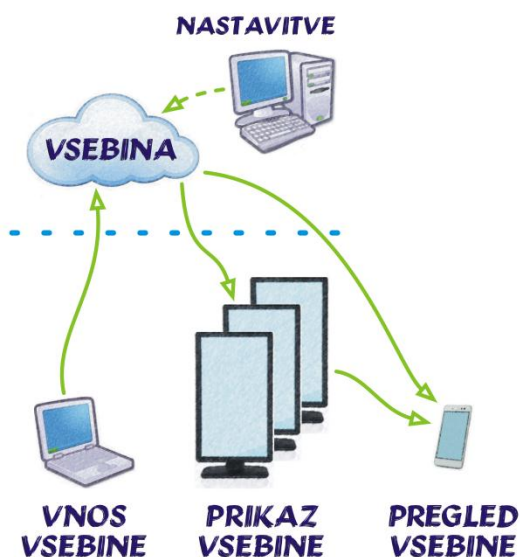 NASTAVITVE
VSEBINA
VNOS
VSEBINE
PRIKAZ
VSEBINE
PREGLED
VSEBINE